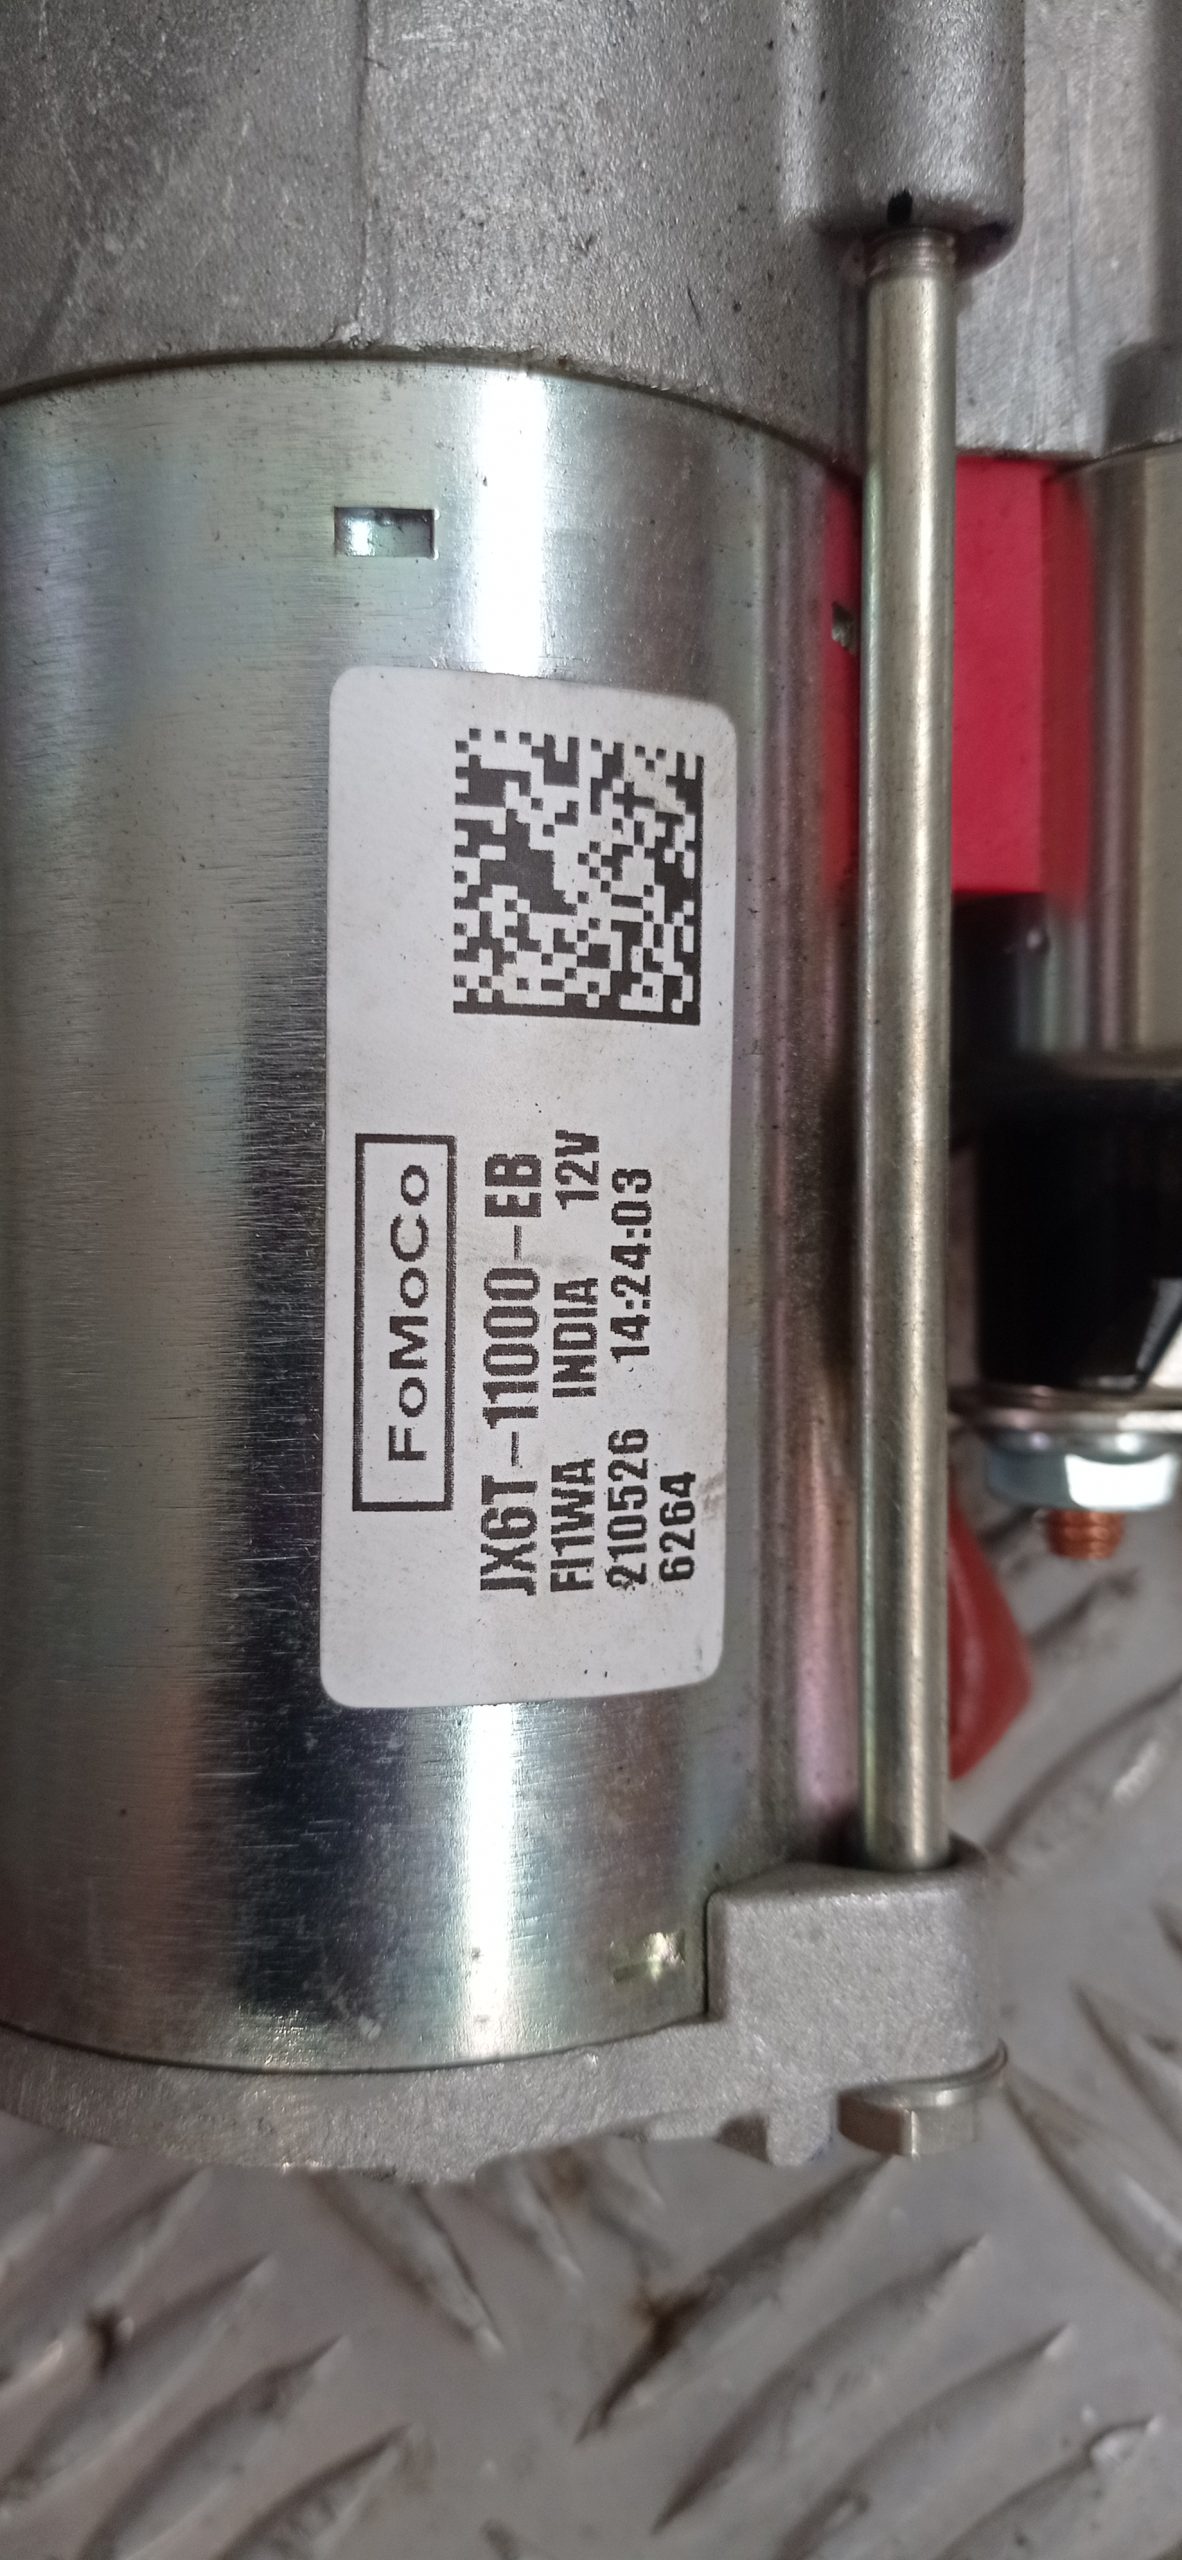 FoMoCo
JX6T-11000-EB
FI1WA INDIA 12V
210526 14:24:03
6264